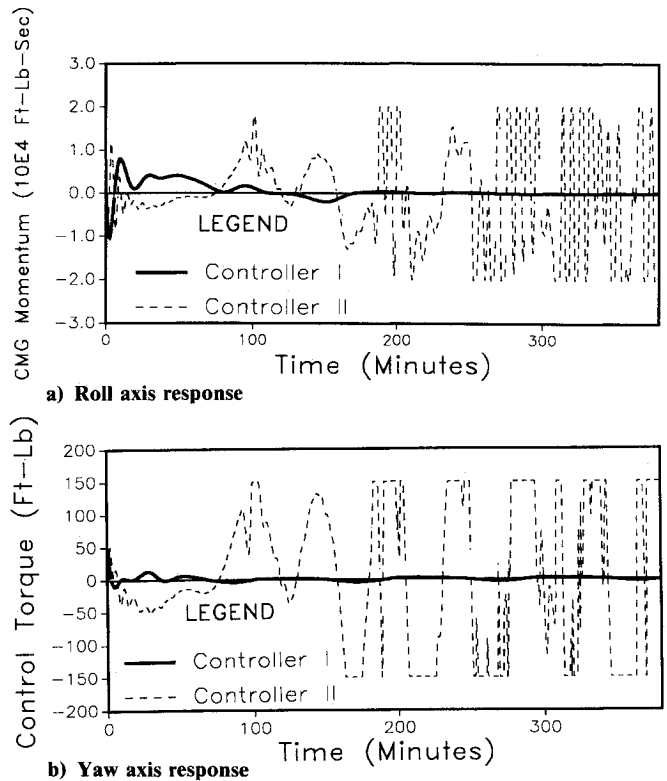 CMG Momentum (10E4 Ft-Lb-Sec)
3.0
2.0
1.0
0.0
-1.0
-2.0
-3.0
LEGEND
Controller I
Controller II
0 100 200 300
Time (Minutes)
a) Roll axis response
Control Torque (Ft-Lb)
200
150
100
50
0
-50
-100
-150
-200
LEGEND
Controller I
Controller II
0 100 200 300
Time (Minutes)
b) Yaw axis response